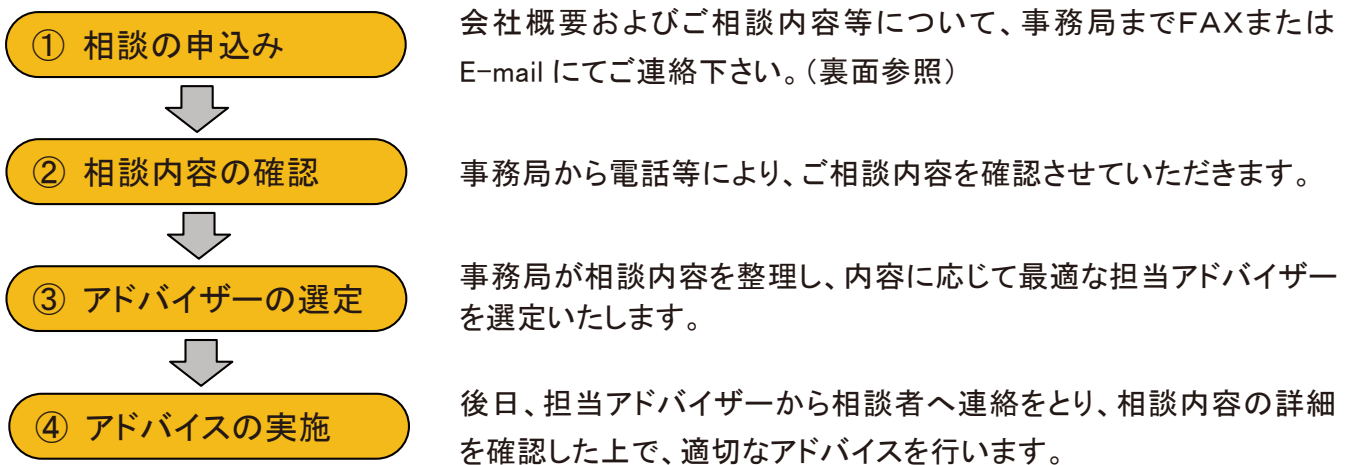 ① 相談の申込み
会社概要およびご相談内容等について、事務局までFAXまたは
E-mail にてご連絡下さい。（裏面参照）
② 相談内容の確認
事務局から電話等により、ご相談内容を確認させていただきます。
③ アドバイザーの選定
事務局が相談内容を整理し、内容に応じて最適な担当アドバイザー
を選定いたします。
④ アドバイスの実施
後日、担当アドバイザーから相談者へ連絡をとり、相談内容の詳細
を確認した上で、適切なアドバイスを行います。